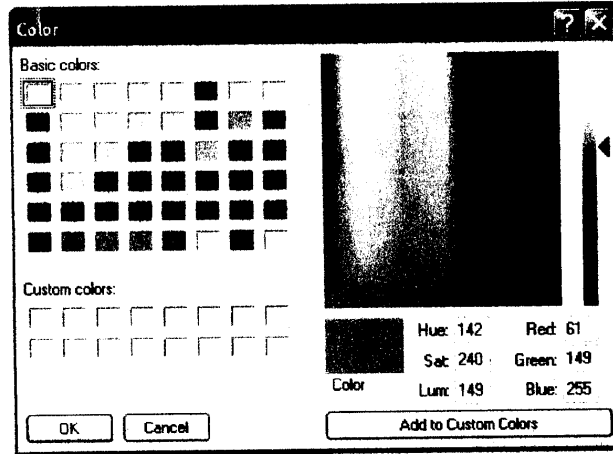 Color
Basic colors:
Custom colors:
Hue: 142 Red: 61
Sat: 240 Green: 149
Color Lum: 149 Blue: 255
OK Cancel Add to Custom Colors